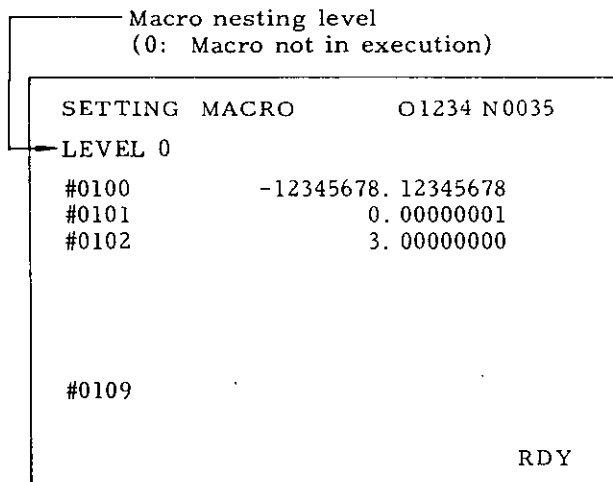 Macro nesting level
(0: Macro not in execution)
SETTING MACRO O1234 N0035
LEVEL 0
#0100 -12345678. 12345678
#0101 0. 00000001
#0102 3. 00000000
#0109
RDY